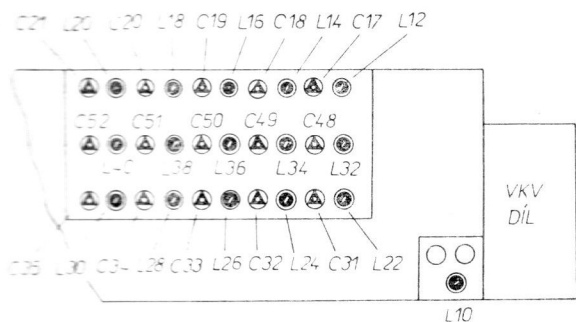 C21 L20 C20 L18 C19 L16 C18 L14 C17 L12
C52 C51 C50 C49 C48
L40 L38 L36 L34 L32
VKV
DÍL
C35 L30 C34 L28 C33 L26 C32 L24 C31 L22
L10